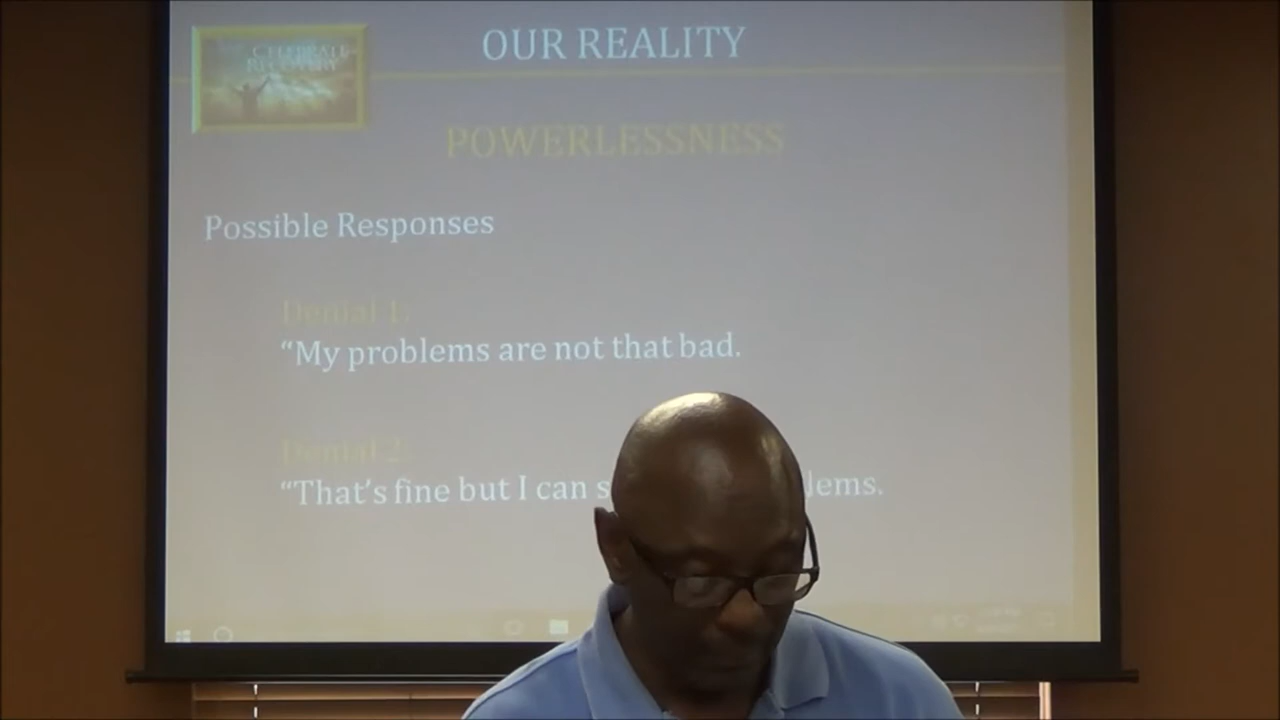 CELEBRATE
RECOVERY
OUR REALITY
POWERLESSNESS
Possible Responses
Denial 1:
“My problems are not that bad.
Denial 2:
“That's fine but I can s lems.